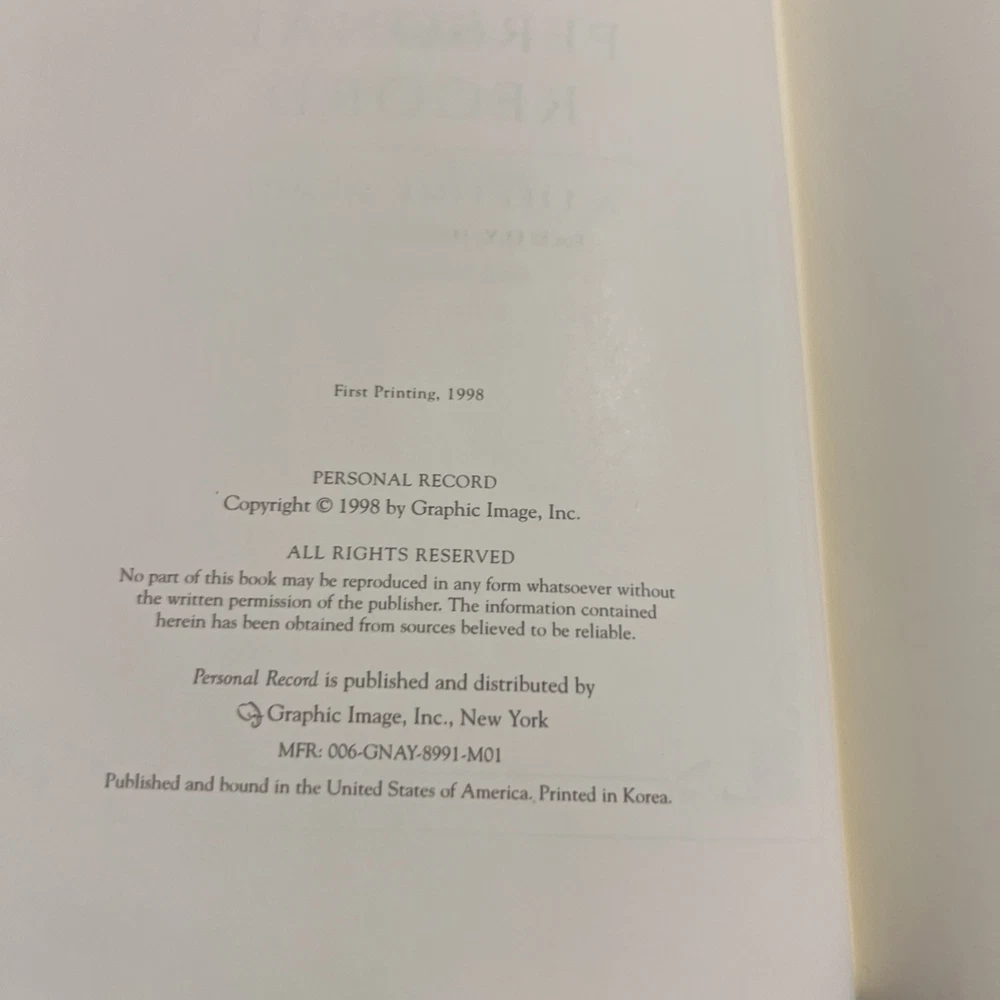 First Printing, 1998
PERSONAL RECORD
Copyright © 1998 by Graphic Image, Inc.
ALL RIGHTS RESERVED
No part of this book may be reproduced in any form whatsoever without
the written permission of the publisher. The information contained
herein has been obtained from sources believed to be reliable.
Personal Record is published and distributed by
Graphic Image, Inc., New York
MFR: 006-GNAY-8991-M01
Published and bound in the United States of America. Printed in Korea.